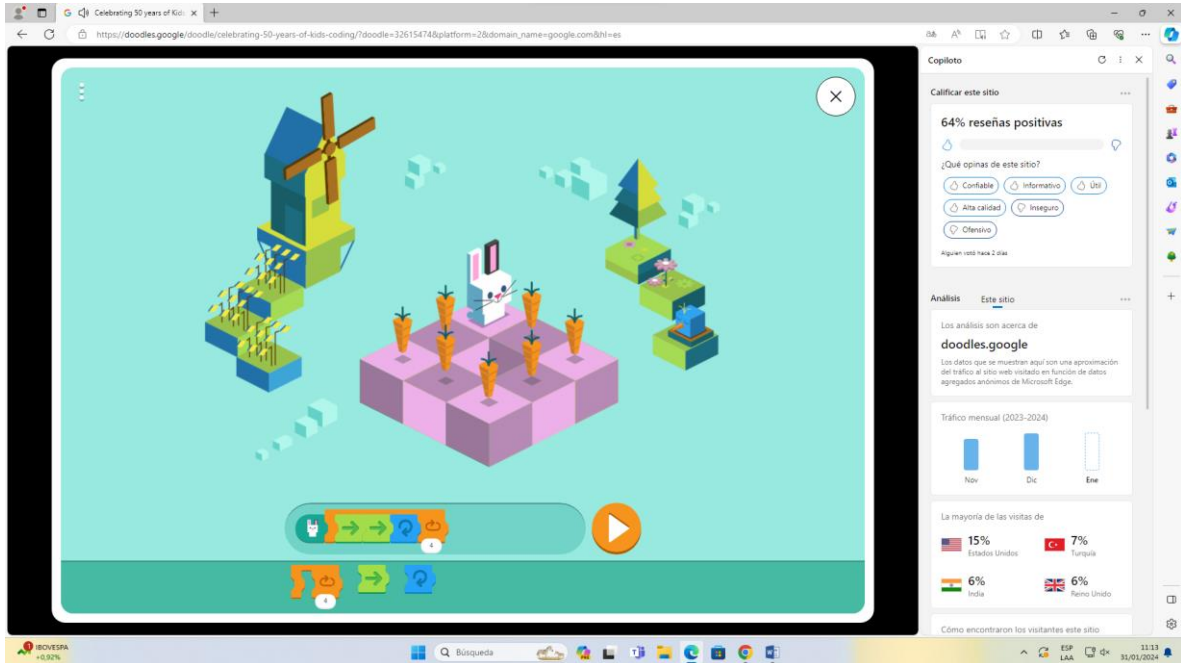 Celebrating 50 years of Kids
https://doodles.google/doodle/celebrating-50-years-of-kids-coding/?doodle=32615474&platform=2&domain_name=google.com&hl=es
Copiloto
Calificar este sitio
64% reseñas positivas
¿Qué opinas de este sitio?
Confiable
Informativo
Útil
Alta calidad
Inseguro
Ofensivo
Alguien votó hace 2 días
Análisis Este sitio
Los análisis son acerca de
doodles.google
Los datos que se muestran aquí son una aproximación
del tráfico al sitio web visitado en función de datos
agregados anónimos de Microsoft Edge.
Tráfico mensual (2023-2024)
Nov Dic Ene
La mayoría de las visitas de
15%
Estados Unidos
7%
Turquía
6%
India
6%
Reino Unido
Cómo encontraron los visitantes este sitio
4
4
IBOVESPA
+0,92%
Búsqueda
ESP
LAA
11:13
31/01/2024